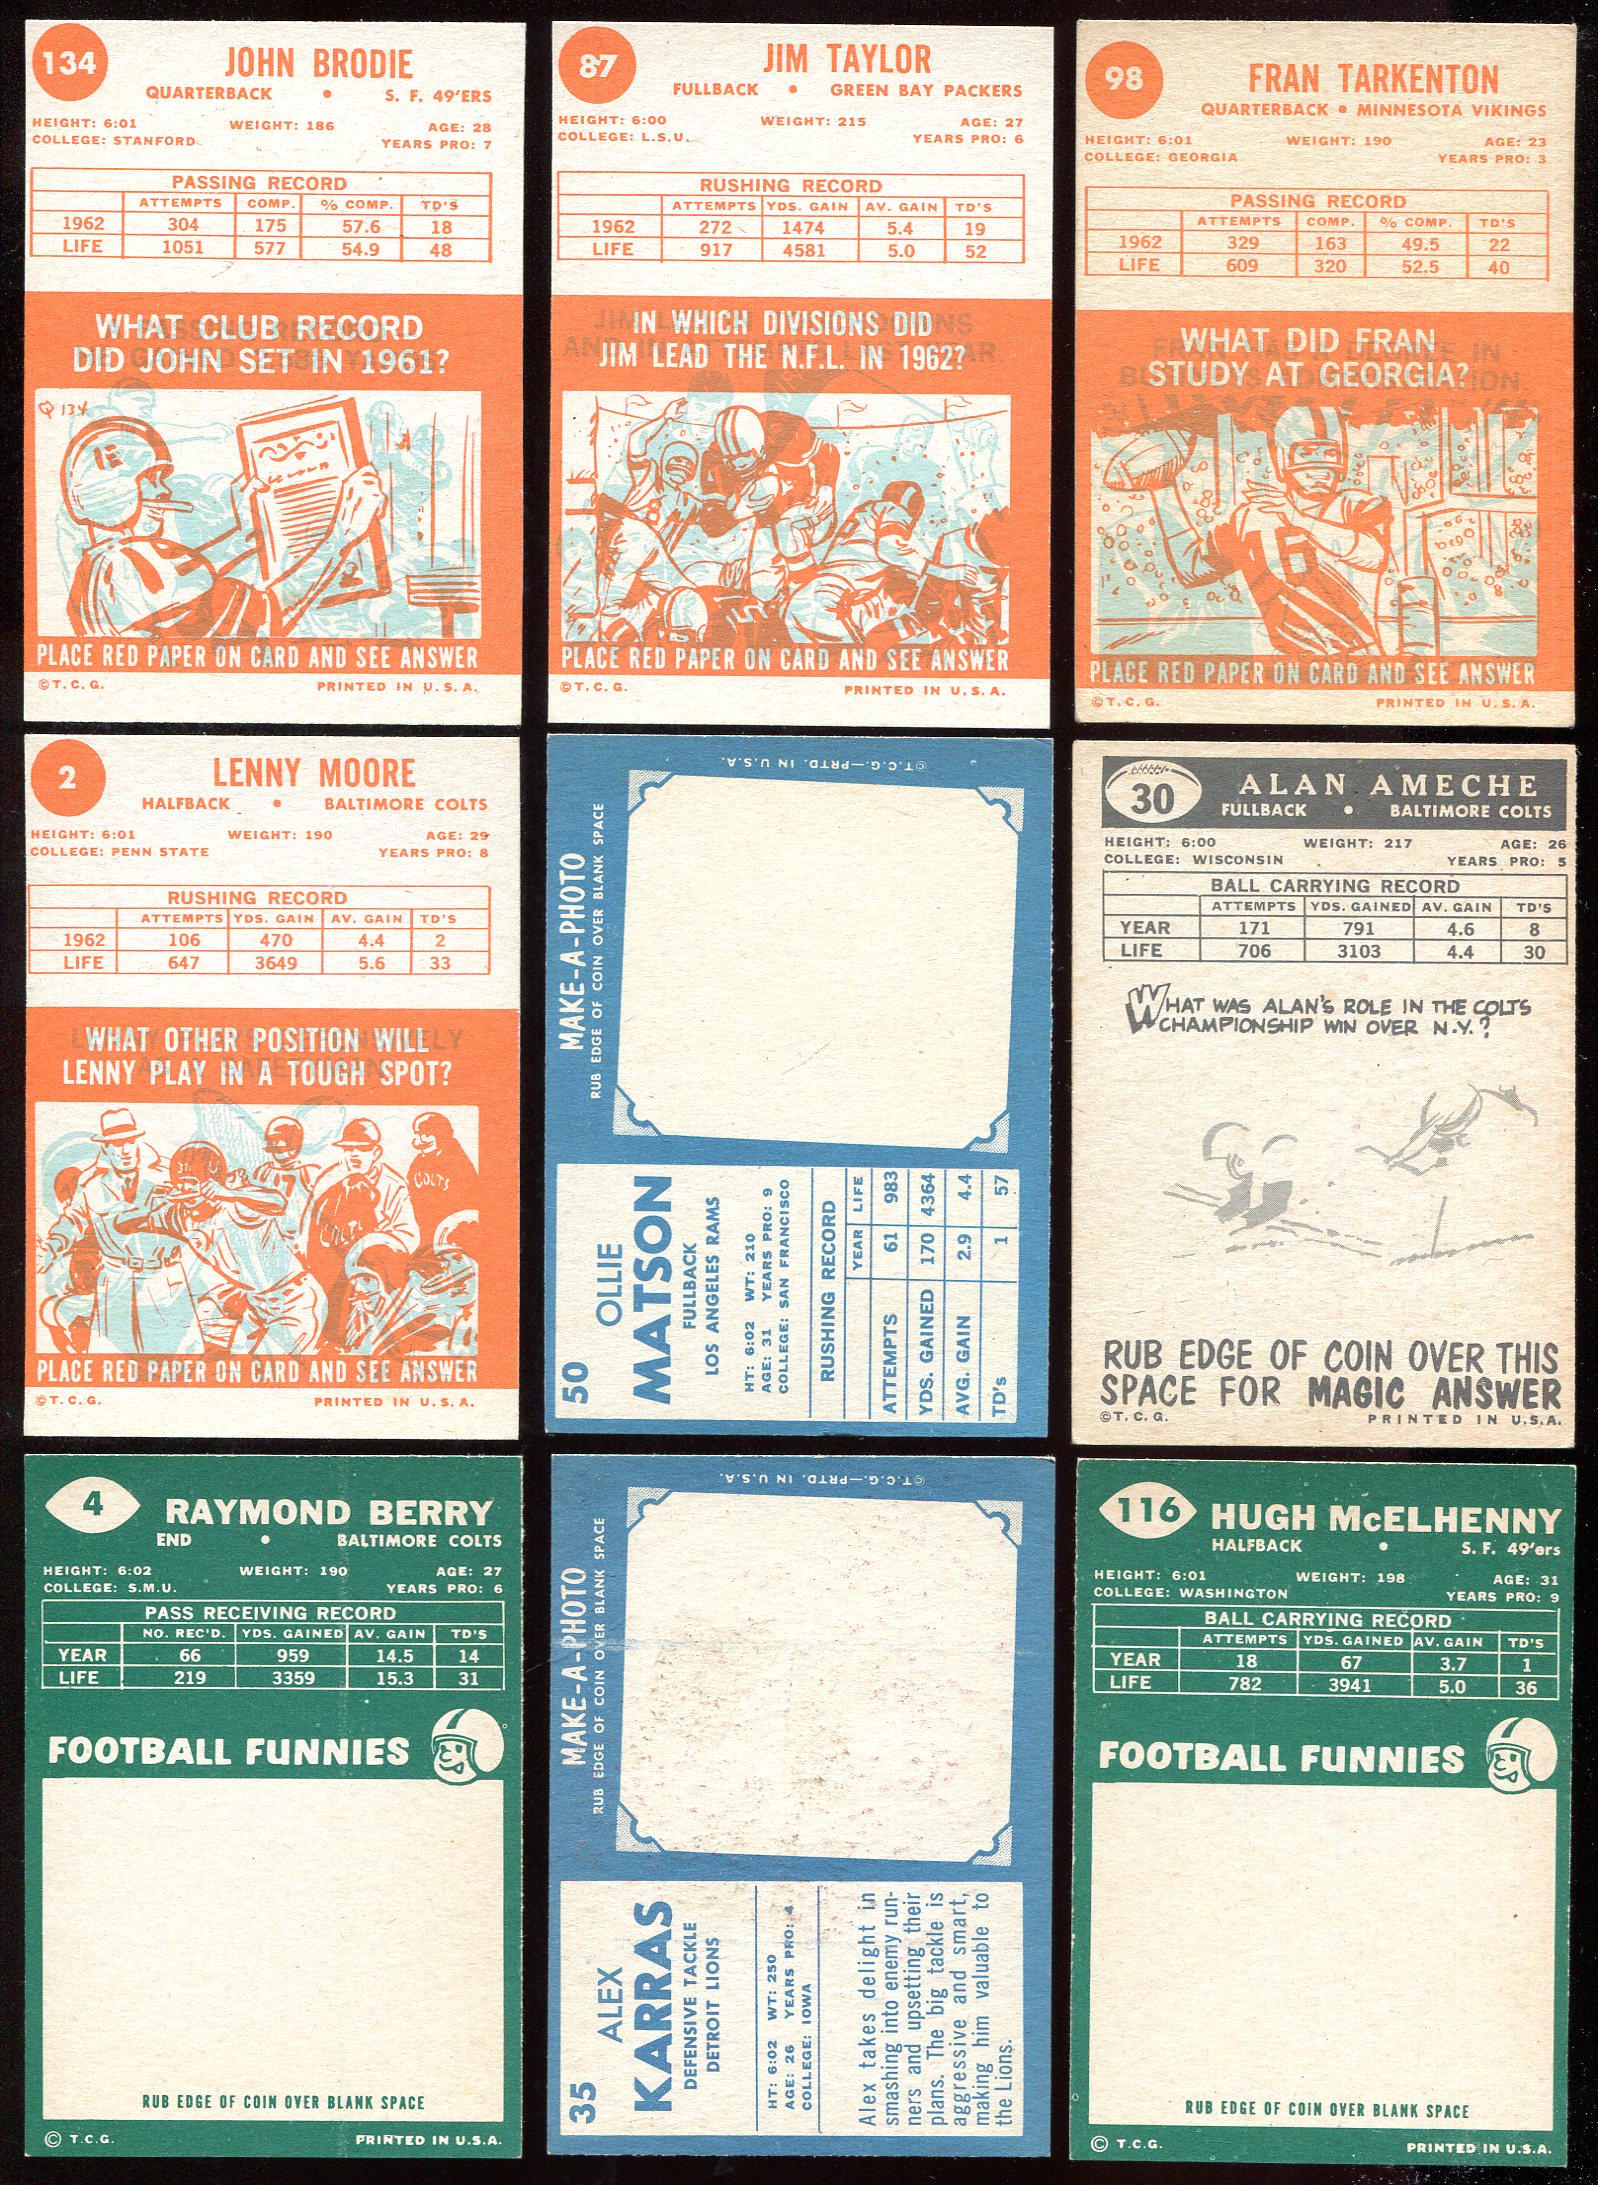 134
JOHN BRODIE
QUARTERBACK • S. F. 49'ERS
HEIGHT: 6:01 WEIGHT: 186 AGE: 28
COLLEGE: STANFORD YEARS PRO: 7
PASSING RECORD
ATTEMPTS COMP. % COMP. TD'S
1962 304 175 57.6 18
LIFE 1051 577 54.9 48
WHAT CLUB RECORD
DID JOHN SET IN 1961?
Q 134
PLACE RED PAPER ON CARD AND SEE ANSWER
© T. C. G. PRINTED IN U. S. A.
87
JIM TAYLOR
FULLBACK • GREEN BAY PACKERS
HEIGHT: 6:00 WEIGHT: 215 AGE: 27
COLLEGE: L.S.U. YEARS PRO: 6
RUSHING RECORD
ATTEMPTS YDS. GAIN AV. GAIN TD'S
1962 272 1474 5.4 19
LIFE 917 4581 5.0 52
IN WHICH DIVISIONS DID
JIM LEAD THE N.F.L. IN 1962?
PLACE RED PAPER ON CARD AND SEE ANSWER
© T. C. G. PRINTED IN U. S. A.
98
FRAN TARKENTON
QUARTERBACK • MINNESOTA VIKINGS
HEIGHT: 6:01 WEIGHT: 190 AGE: 23
COLLEGE: GEORGIA YEARS PRO: 3
PASSING RECORD
ATTEMPTS COMP. % COMP. TD'S
1962 329 163 49.5 22
LIFE 609 320 52.5 40
WHAT DID FRAN
STUDY AT GEORGIA?
PLACE RED PAPER ON CARD AND SEE ANSWER
© T. C. G. PRINTED IN U. S. A.
2
LENNY MOORE
HALFBACK • BALTIMORE COLTS
HEIGHT: 6:01 WEIGHT: 190 AGE: 29
COLLEGE: PENN STATE YEARS PRO: 8
RUSHING RECORD
ATTEMPTS YDS. GAIN AV. GAIN TD'S
1962 106 470 4.4 2
LIFE 647 3649 5.6 33
WHAT OTHER POSITION WILL
LENNY PLAY IN A TOUGH SPOT?
COLTS
PLACE RED PAPER ON CARD AND SEE ANSWER
© T. C. G. PRINTED IN U. S. A.
50
OLLIE
MATSON
FULLBACK
LOS ANGELES RAMS
HT: 6:02 WT: 210
AGE: 31 YEARS PRO: 9
COLLEGE: SAN FRANCISCO
RUSHING RECORD
YEAR LIFE
ATTEMPTS 61 983
YDS. GAINED 170 4364
AVG. GAIN 2.9 4.4
TD's 1 57
MAKE-A-PHOTO
RUB EDGE OF COIN OVER BLANK SPACE
© T.C.G.—PRTD. IN U.S.A.
30
ALAN AMECHE
FULLBACK • BALTIMORE COLTS
HEIGHT: 6:00 WEIGHT: 217 AGE: 26
COLLEGE: WISCONSIN YEARS PRO: 5
BALL CARRYING RECORD
ATTEMPTS YDS. GAINED AV. GAIN TD'S
YEAR 171 791 4.6 8
LIFE 706 3103 4.4 30
WHAT WAS ALAN'S ROLE IN THE COLTS
CHAMPIONSHIP WIN OVER N.Y.?
RUB EDGE OF COIN OVER THIS
SPACE FOR MAGIC ANSWER
© T. C. G. PRINTED IN U.S.A.
4
RAYMOND BERRY
END • BALTIMORE COLTS
HEIGHT: 6:02 WEIGHT: 190 AGE: 27
COLLEGE: S.M.U. YEARS PRO: 6
PASS RECEIVING RECORD
NO. REC'D. YDS. GAINED AV. GAIN TD'S
YEAR 66 959 14.5 14
LIFE 219 3359 15.3 31
FOOTBALL FUNNIES
RUB EDGE OF COIN OVER BLANK SPACE
© T.C.G. PRINTED IN U.S.A.
35
ALEX
KARRAS
DEFENSIVE TACKLE
DETROIT LIONS
HT: 6:02 WT: 250
AGE: 26 YEARS PRO: 4
COLLEGE: IOWA
Alex takes delight in
smashing into enemy run-
ners and upsetting their
plans. The big tackle is
aggressive and smart,
making him valuable to
the Lions.
MAKE-A-PHOTO
RUB EDGE OF COIN OVER BLANK SPACE
© T.C.G.—PRTD. IN U.S.A.
116
HUGH McELHENNY
HALFBACK • S. F. 49'ers
HEIGHT: 6:01 WEIGHT: 198 AGE: 31
COLLEGE: WASHINGTON YEARS PRO: 9
BALL CARRYING RECORD
ATTEMPTS YDS. GAINED AV. GAIN TD'S
YEAR 18 67 3.7 1
LIFE 782 3941 5.0 36
FOOTBALL FUNNIES
RUB EDGE OF COIN OVER BLANK SPACE
© T.C.G. PRINTED IN U.S.A.